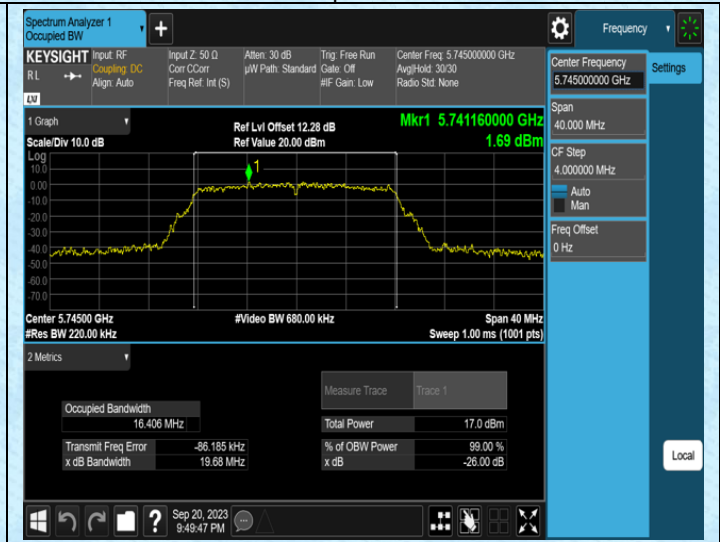 Spectrum Analyzer 1
Occupied BW
Frequency
KEYSIGHT
RL
Input: RF
Coupling: DC
Align: Auto
Input Z: 50 Ω
Corr CCorr
Freq Ref: Int (S)
Atten: 30 dB
µW Path: Standard
Trig: Free Run
Gate: Off
#IF Gain: Low
Center Freq: 5.745000000 GHz
Avg|Hold: 30/30
Radio Std: None
LXI
Center Frequency
5.745000000 GHz
Settings
Span
40.000 MHz
CF Step
4.000000 MHz
Auto
Man
Freq Offset
0 Hz
1 Graph
Scale/Div 10.0 dB
Ref Lvl Offset 12.28 dB
Ref Value 20.00 dBm
Mkr1 5.741160000 GHz
1.69 dBm
Log
10.0
0.00
-10.0
-20.0
-30.0
-40.0
-50.0
-60.0
-70.0
1
Center 5.74500 GHz
#Res BW 220.00 kHz
#Video BW 680.00 kHz
Span 40 MHz
Sweep 1.00 ms (1001 pts)
2 Metrics
Measure Trace
Trace 1
Occupied Bandwidth
16.406 MHz
Total Power
17.0 dBm
Transmit Freq Error
-86.185 kHz
% of OBW Power
99.00 %
x dB Bandwidth
19.68 MHz
x dB
-26.00 dB
Local
?
Sep 20, 2023
9:49:47 PM